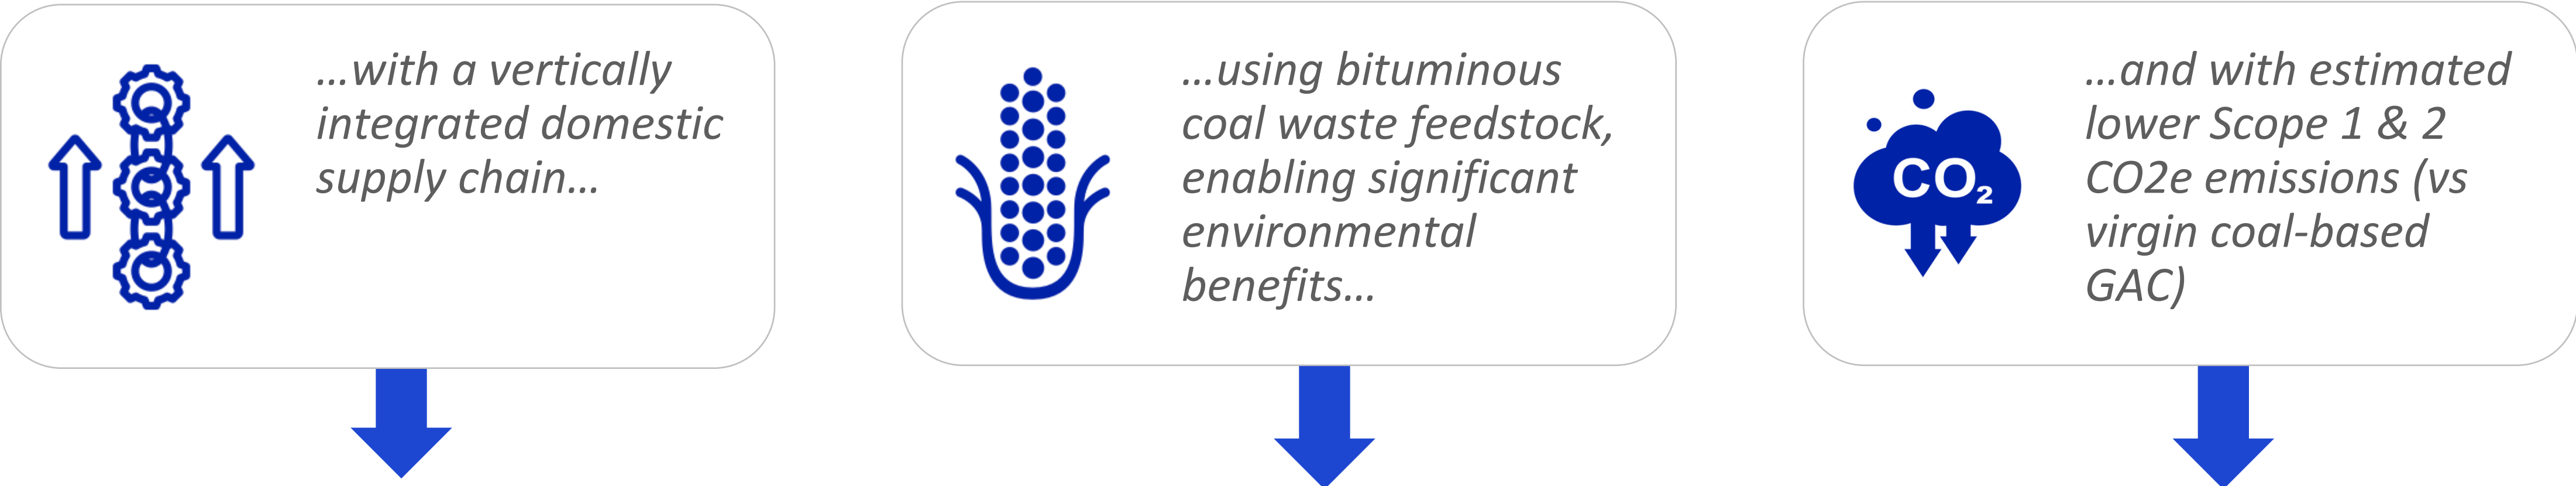 …with a vertically
integrated domestic
supply chain…
…using bituminous
coal waste feedstock,
enabling significant
environmental
benefits…
CO₂
…and with estimated
lower Scope 1 & 2
CO2e emissions (vs
virgin coal-based
GAC)